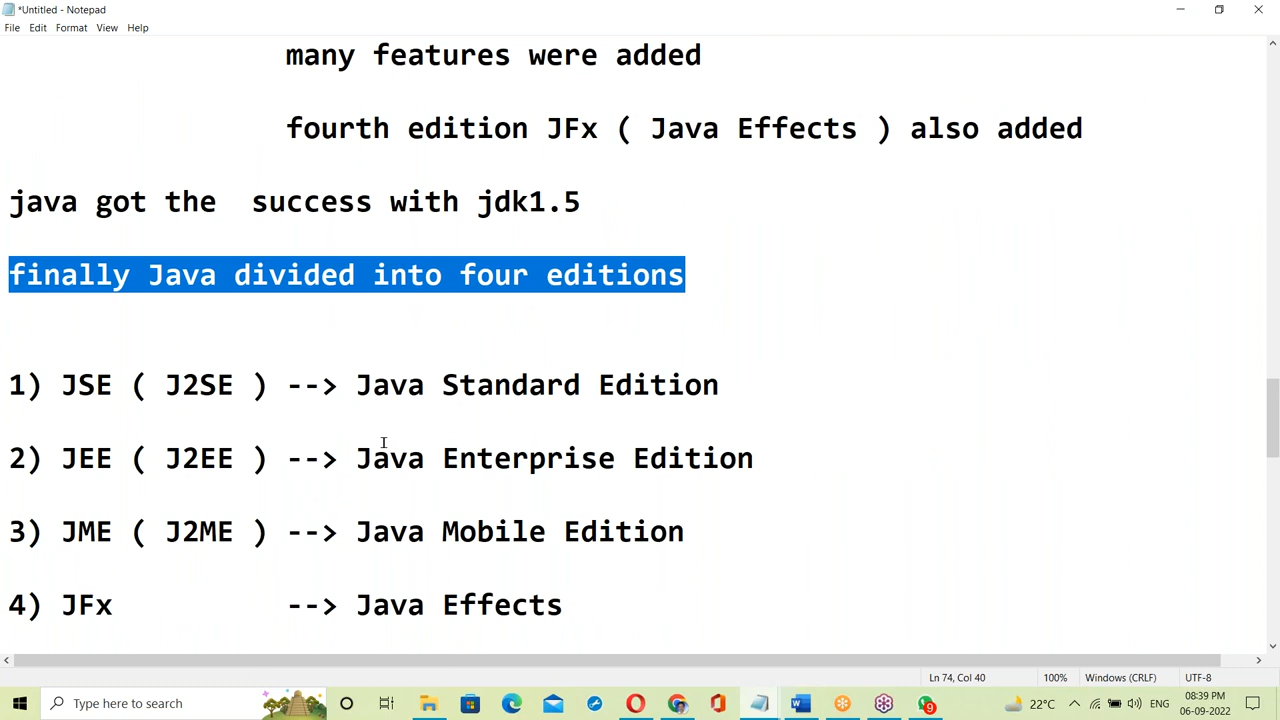 *Untitled - Notepad
File Edit Format View Help
many features were added
fourth edition JFx ( Java Effects ) also added
java got the  success with jdk1.5
finally Java divided into four editions
1) JSE ( J2SE ) --> Java Standard Edition
2) JEE ( J2EE ) --> Java Enterprise Edition
3) JME ( J2ME ) --> Java Mobile Edition
4) JFx          --> Java Effects
Ln 74, Col 40 100% Windows (CRLF) UTF-8
Type here to search 9 22°C ENG 08:39 PM
06-09-2022